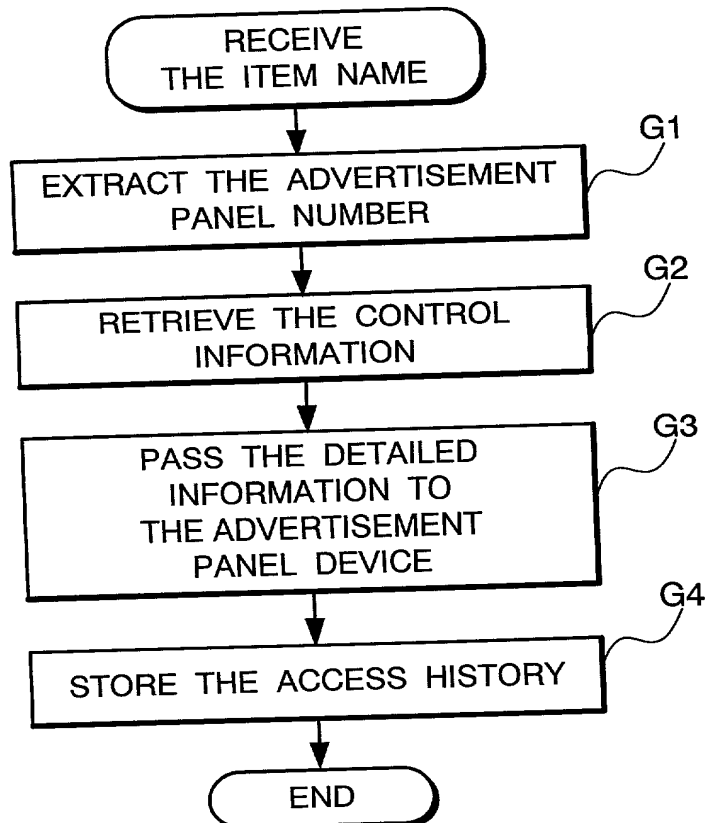 RECEIVE
THE ITEM NAME
G1
EXTRACT THE ADVERTISEMENT
PANEL NUMBER
G2
RETRIEVE THE CONTROL
INFORMATION
G3
PASS THE DETAILED
INFORMATION TO
THE ADVERTISEMENT
PANEL DEVICE
G4
STORE THE ACCESS HISTORY
END